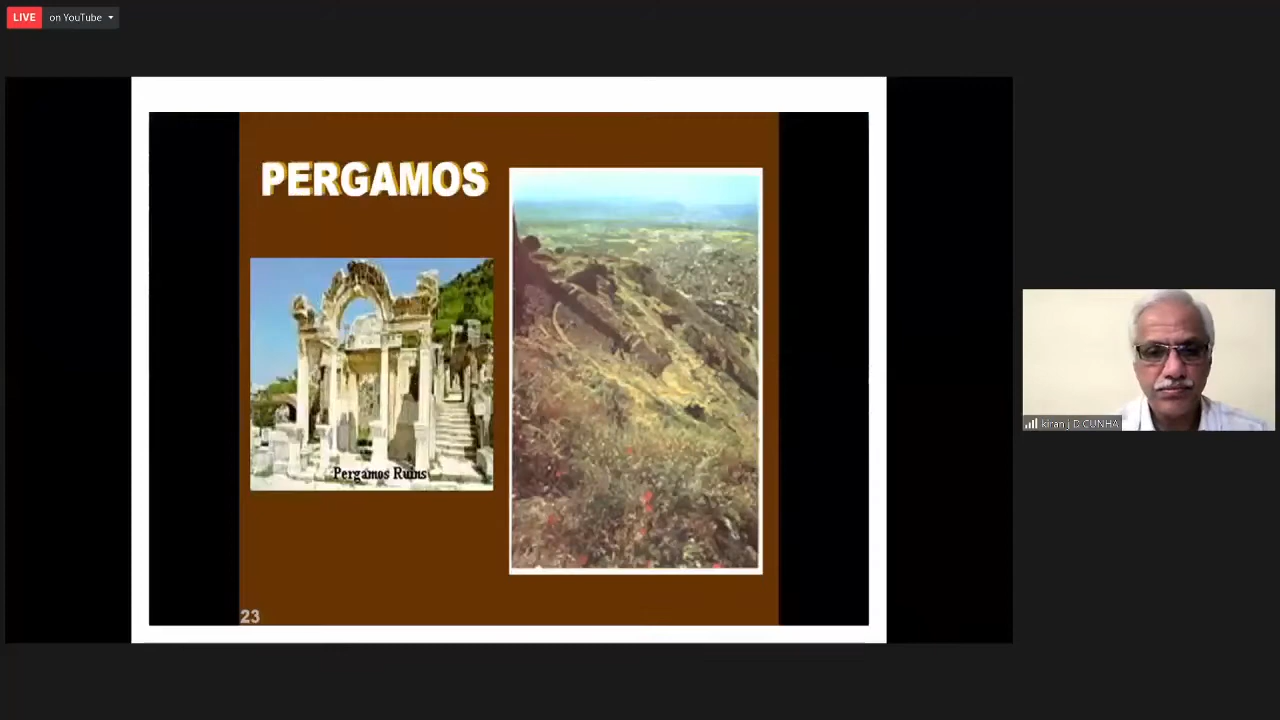 LIVE on YouTube
PERGAMOS
Pergamos Ruins
23
kiran j D CUNHA